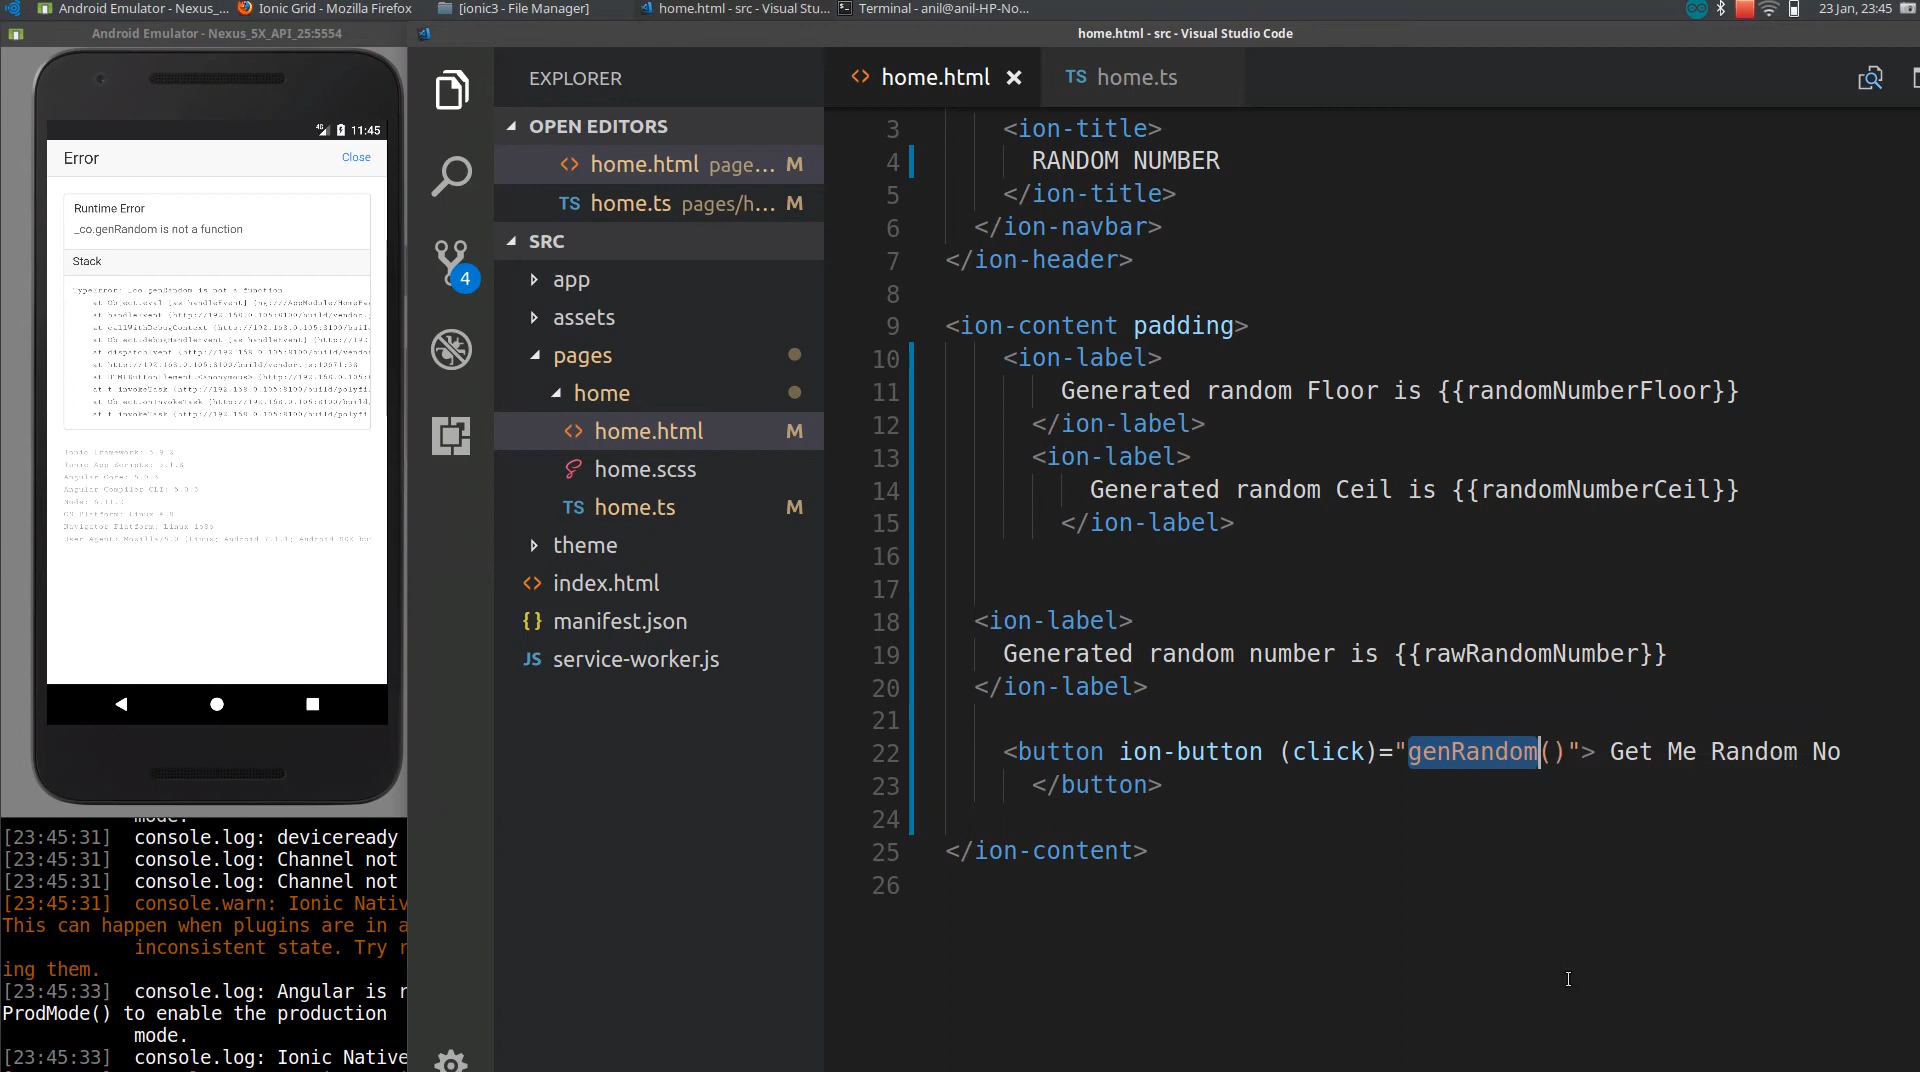 Android Emulator - Nexus_...
Ionic Grid - Mozilla Firefox
[ionic3 - File Manager]
home.html - src - Visual Stu...
Terminal - anil@anil-HP-No...
23 Jan, 23:45
Android Emulator - Nexus_5X_API_25:5554
home.html - src - Visual Studio Code
11:45
Error
Close
Runtime Error
_co.genRandom is not a function
Stack
TypeError: _co.genRandom is not a function
[23:45:31] console.log: deviceready
[23:45:31] console.log: Channel not
[23:45:31] console.log: Channel not
[23:45:31] console.warn: Ionic Nativ
This can happen when plugins are in a
inconsistent state. Try r
ing them.
[23:45:33] console.log: Angular is r
ProdMode() to enable the production
mode.
[23:45:33] console.log: Ionic Native
4
EXPLORER
OPEN EDITORS
<> home.html page... M
TS home.ts pages/h... M
SRC
app
assets
pages
home
<> home.html M
home.scss
TS home.ts M
theme
<> index.html
{} manifest.json
JS service-worker.js
<> home.html
TS home.ts
3 <ion-title>
4 RANDOM NUMBER
5 </ion-title>
6 </ion-navbar>
7 </ion-header>
8
9 <ion-content padding>
10 <ion-label>
11 Generated random Floor is {{randomNumberFloor}}
12 </ion-label>
13 <ion-label>
14 Generated random Ceil is {{randomNumberCeil}}
15 </ion-label>
16
17
18 <ion-label>
19 Generated random number is {{rawRandomNumber}}
20 </ion-label>
21
22 <button ion-button (click)="genRandom()"> Get Me Random No
23 </button>
24
25 </ion-content>
26